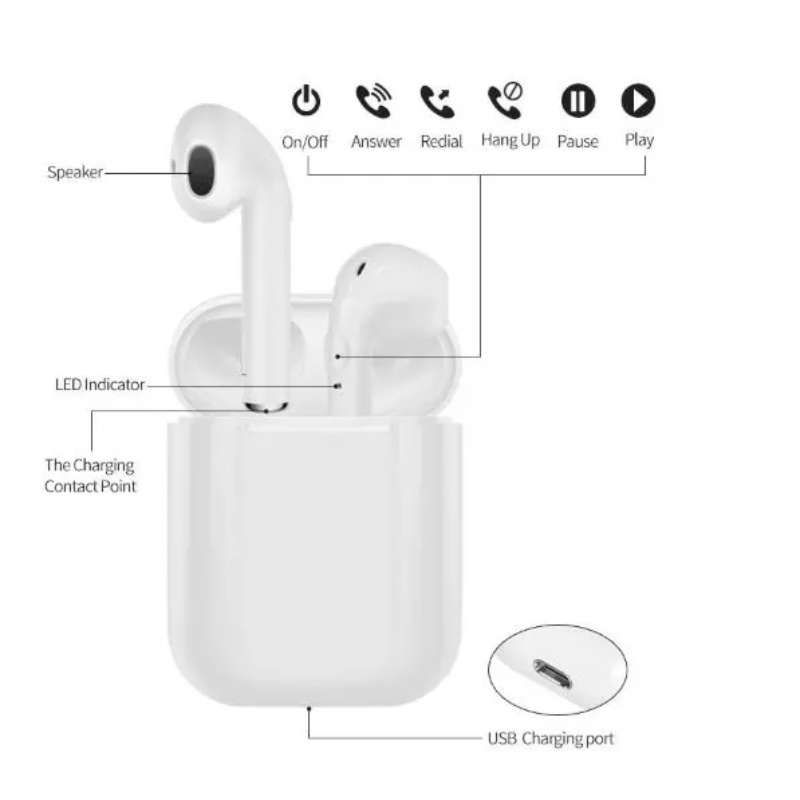 On/Off Answer Redial Hang Up Pause Play
Speaker
LED Indicator
The Charging
Contact Point
USB Charging port